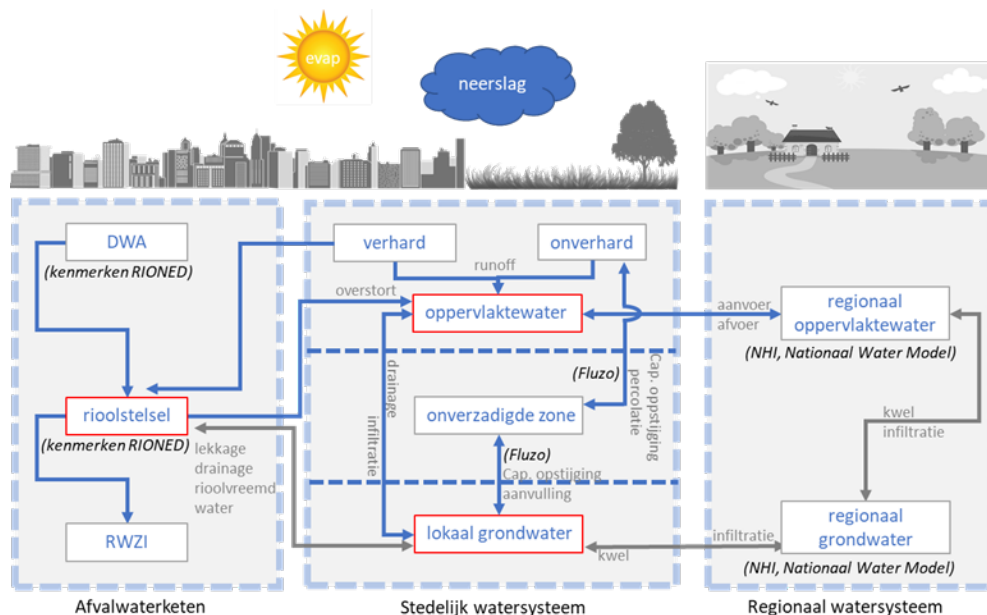 evap
neerslag
DWA
(kenmerken RIONED)
verhard
onverhard
runoff
overstort
oppervlaktewater
aanvoer
afvoer
regionaal
oppervlaktewater
(NHI, Nationaal Water Model)
drainage
infiltratie
(Fluzo)
Cap. oppstijging
percolatie
rioolstelsel
(kenmerken RIONED)
onverzadigde zone
kwel
infiltratie
lekkage
drainage
rioolvreemd
water
(Fluzo)
Cap. opstijging
aanvulling
RWZI
lokaal grondwater
kwel
infiltratie
regionaal
grondwater
(NHI, Nationaal Water Model)
Afvalwaterketen
Stedelijk watersysteem
Regionaal watersysteem